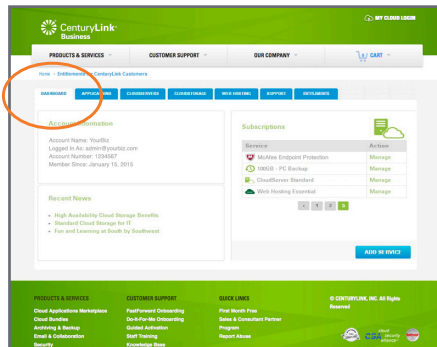 MY CLOUD LOGIN
CenturyLink
Business
PRODUCTS & SERVICES
CUSTOMER SUPPORT
OUR COMPANY
CART
Home > Entitlements for CenturyLink Customers
DASHBOARD
APPLICATIONS
CLOUDSERVERS
CLOUDSTORAGE
WEB HOSTING
SUPPORT
Account Information
Account Name: YourBiz
Logged in As: admin@yourbiz.com
Account Number: 1234567
Member Since: January 15, 2015
Recent News
High Availability Cloud Storage Benefits
Standard Cloud Storage for IT
Fun and Learning at South by Southwest
Subscriptions
Service Action
McAfee Endpoint Protection Manage
100GB - PC Backup Manage
CloudServer Standard Manage
Web Hosting Essential Manage
< 1 2 3
ADD SERVICE
PRODUCTS & SERVICES
Cloud Applications Marketplace
Cloud Bundles
Archiving & Backup
Email & Collaboration
Security
CUSTOMER SUPPORT
FastForward Onboarding
Do-It-For-Me Onboarding
Guided Activation
Staff Training
Knowledge Base
QUICK LINKS
First Month Free
Sales & Consultant Partner
Program
Report Abuse
© CENTURYLINK, INC. All Rights
Reserved
CSA cloud
security
alliance